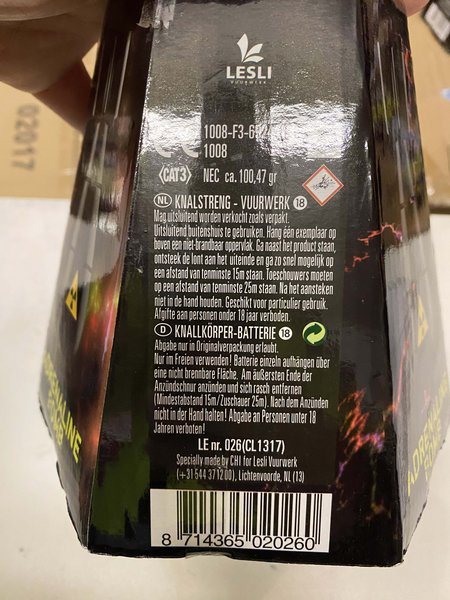 02017
LESLI
VUURWERK
1008-F3-
1008
CAT3 NEC ca. 100,47 gr
NL KNALSTRENG - VUURWERK 18
Mag uitsluitend worden verkocht zoals verpakt.
Uitsluitend buitenshuis te gebruiken. Hang één exemplaar op
boven een niet-brandbaar oppervlak. Ga naast het product staan,
ontsteek de lont aan het uiteinde en ga zo snel mogelijk op
een afstand van tenminste 15m staan. Toeschouwers moeten
op een afstand van tenminste 25m staan. Na het aansteken
niet in de hand houden. Geschikt voor particulier gebruik.
Afgifte aan personen onder 18 jaar verboden.
D KNALLKÖRPER-BATTERIE 18
Abgabe nur in Originalverpackung erlaubt.
Nur im Freien verwenden! Batterie einzeln aufhängen über
eine nicht brennbare Fläche. Am äußersten Ende der
Anzündschnur anzünden und sich rasch entfernen
(Mindestabstand 15m/Zuschauer 25m). Nach dem Anzünden
nicht in der Hand halten! Abgabe an Personen unter 18
Jahren verboten!
LE nr. 026(CL1317)
Specially made by CHI for Lesli Vuurwerk
(+31 544 371200), Lichtenvoorde, NL (13)
8 714365 020260
ADRENALINE